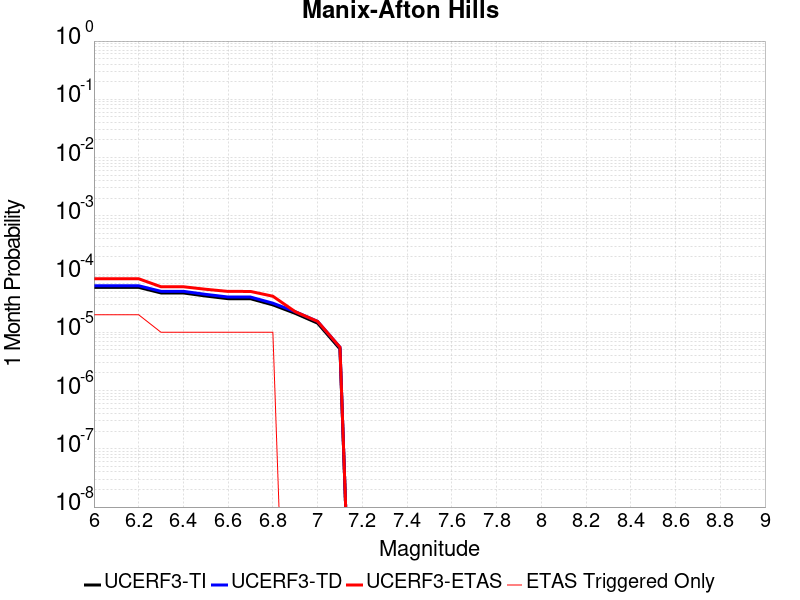 Manix-Afton Hills
1 Month Probability
10^0
10^-1
10^-2
10^-3
10^-4
10^-5
10^-6
10^-7
10^-8
6 6.2 6.4 6.6 6.8 7 7.2 7.4 7.6 7.8 8 8.2 8.4 8.6 8.8 9
Magnitude
UCERF3-TI UCERF3-TD UCERF3-ETAS ETAS Triggered Only